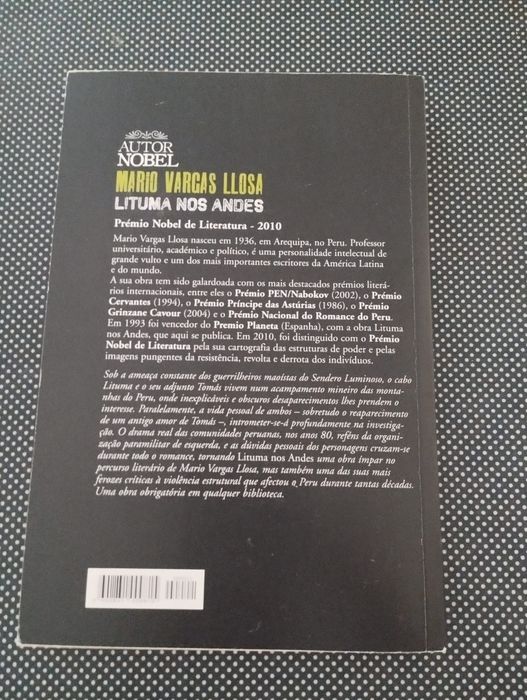 AUTOR
NOBEL
MARIO VARGAS LLOSA
LITUMA NOS ANDES
Prémio Nobel de Literatura - 2010
Mario Vargas Llosa nasceu em 1936, em Arequipa, no Peru. Professor
universitário, académico e político, é uma personalidade intelectual de
grande vulto e um dos mais importantes escritores da América Latina
e do mundo.
A sua obra tem sido galardoada com os mais destacados prémios literá-
rios internacionais, entre eles o Prémio PEN/Nabokov (2002), o Prémio
Cervantes (1994), o Prémio Príncipe das Astúrias (1986), o Prémio
Grinzane Cavour (2004) e o Prémio Nacional do Romance do Peru.
Em 1993 foi vencedor do Premio Planeta (Espanha), com a obra Lituma
nos Andes, que aqui se publica. Em 2010, foi distinguido com o Prémio
Nobel de Literatura pela sua cartografia das estruturas de poder e pelas
imagens pungentes da resistência, revolta e derrota dos indivíduos.
Sob a ameaça constante dos guerrilheiros maoístas do Sendero Luminoso, o cabo
Lituma e o seu adjunto Tomás vivem num acampamento mineiro das monta-
nhas do Peru, onde inexplicáveis e obscuros desaparecimentos lhes prendem o
interesse. Paralelamente, a vida pessoal de ambos – sobretudo o reaparecimento
de um antigo amor de Tomás –, intrometer-se-á profundamente na investiga-
ção. O drama real das comunidades peruanas, nos anos 80, reféns da organi-
zação paramilitar de esquerda, e as dúvidas pessoais dos personagens cruzam-se
durante todo o romance, tornando Lituma nos Andes uma obra ímpar no
percurso literário de Mario Vargas Llosa, mas também uma das suas mais
ferozes críticas à violência estrutural que afectou o Peru durante tantas décadas.
Uma obra obrigatória em qualquer biblioteca.